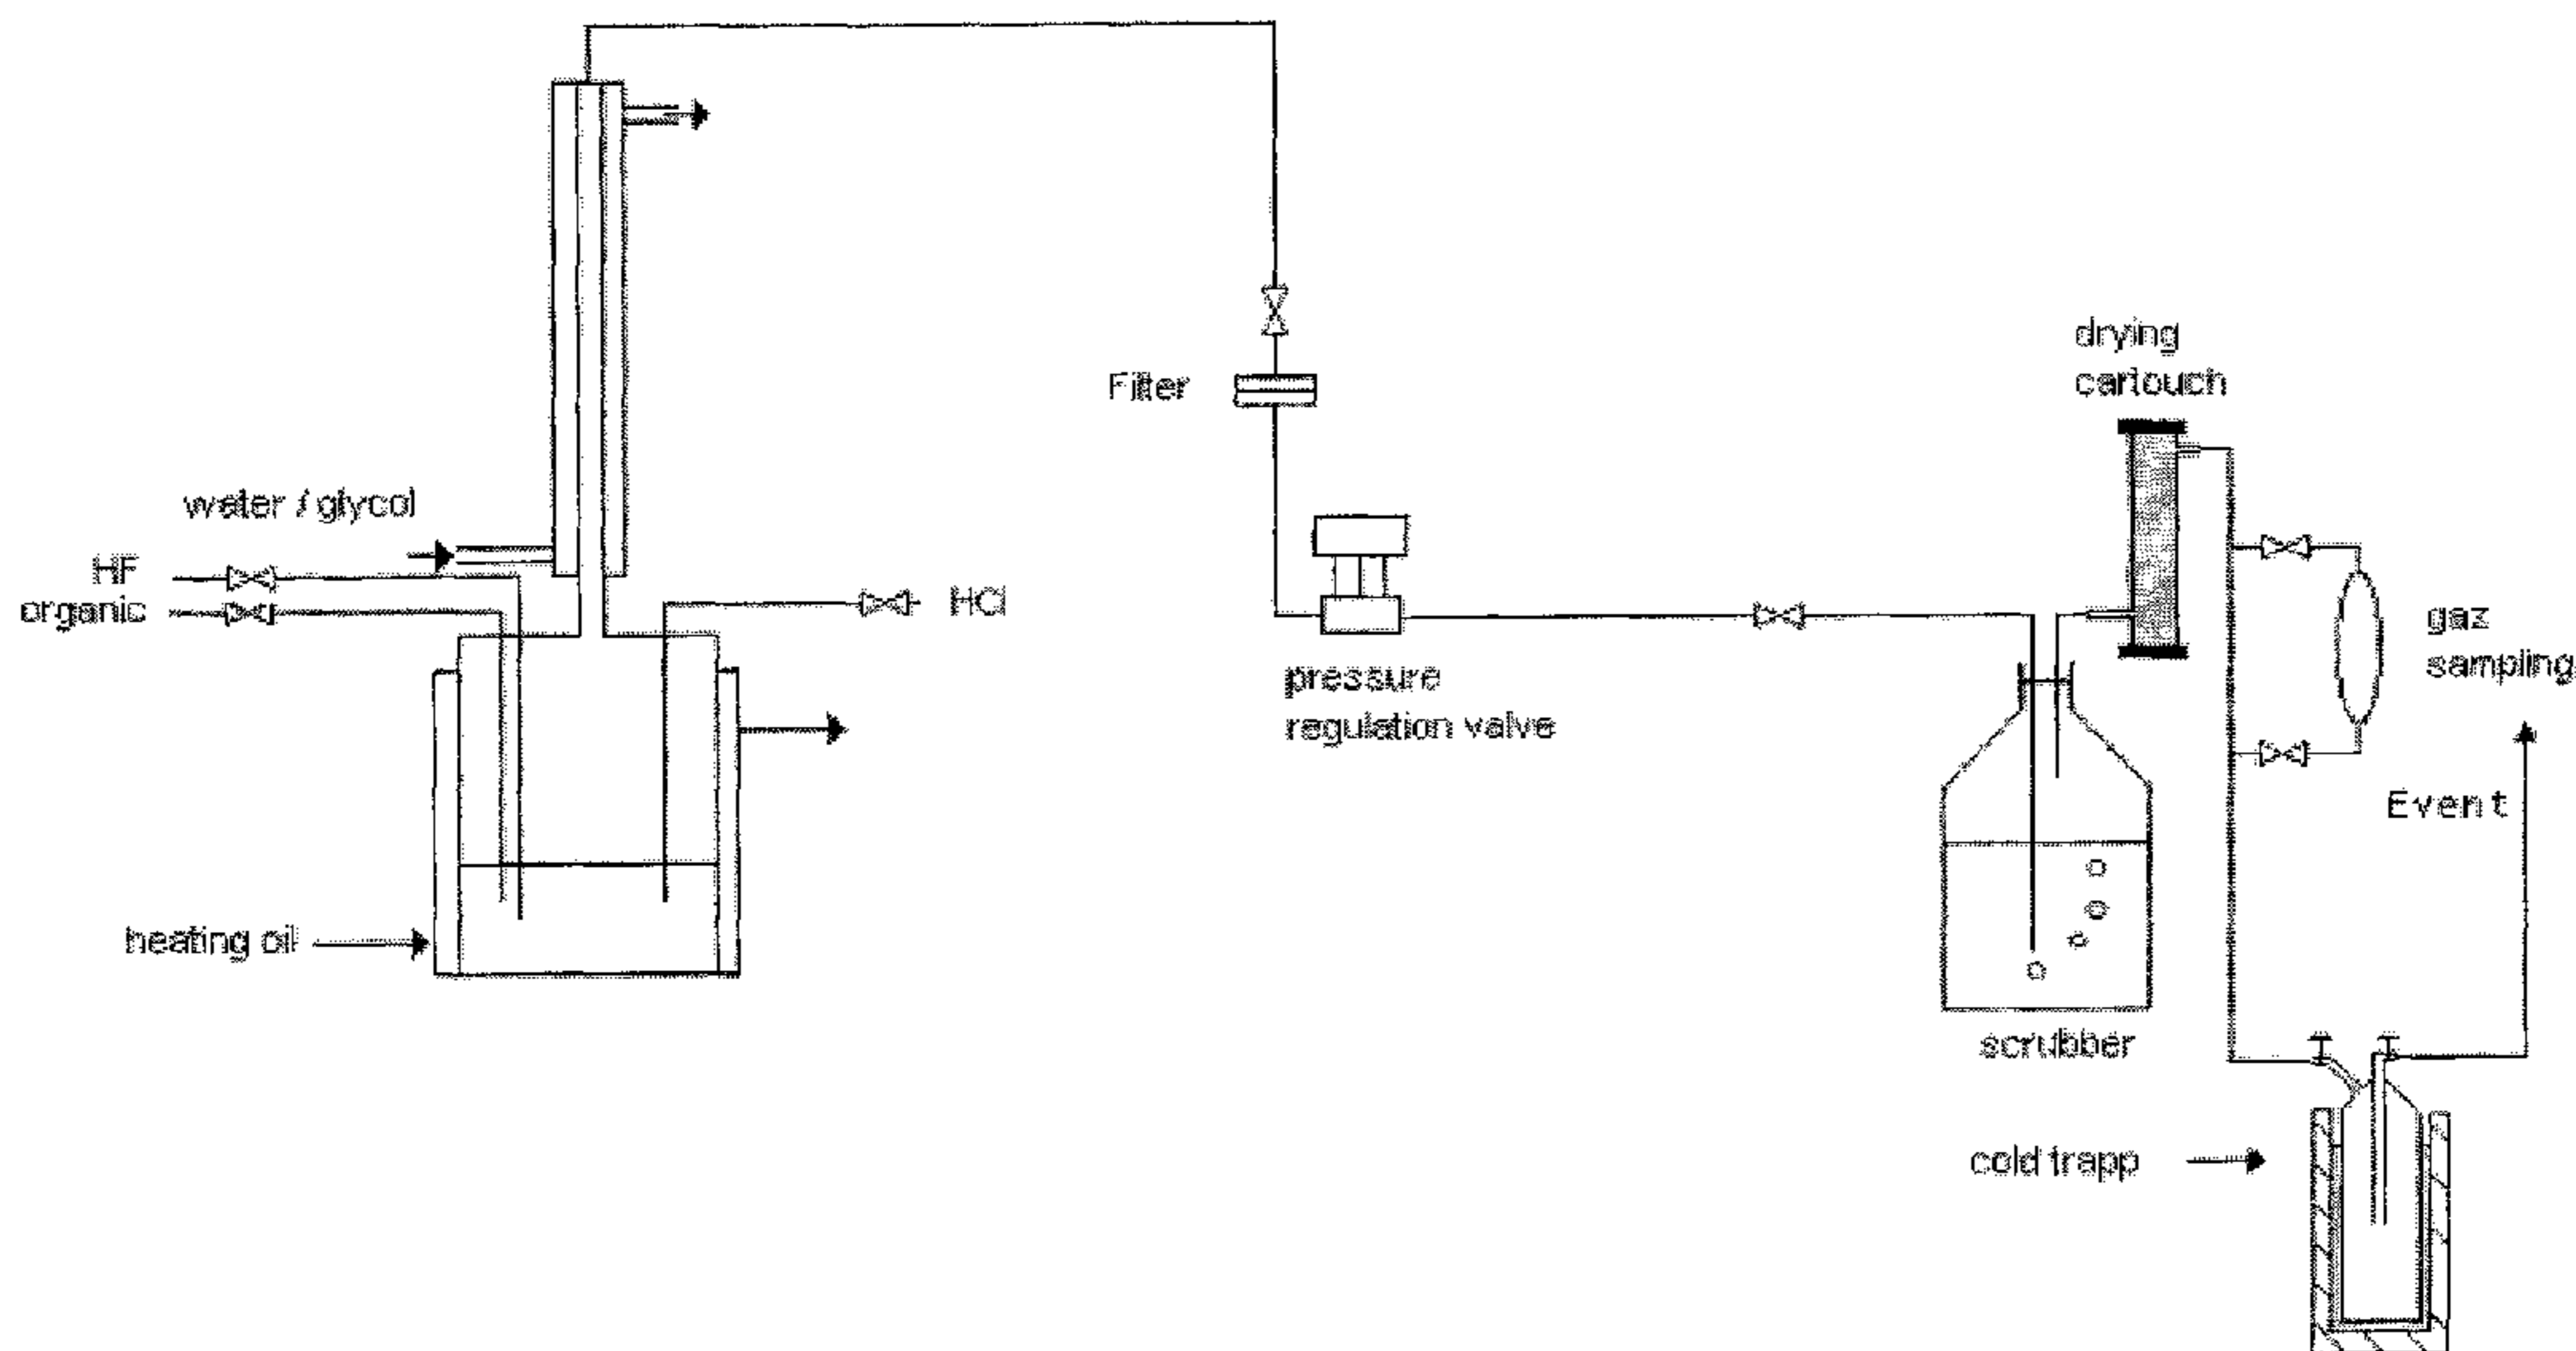 water / glycol
HF
organic
HCl
heating oil
Filter
pressure
regulation valve
drying
cartouch
gaz
sampling
Event
scrubber
cold trapp